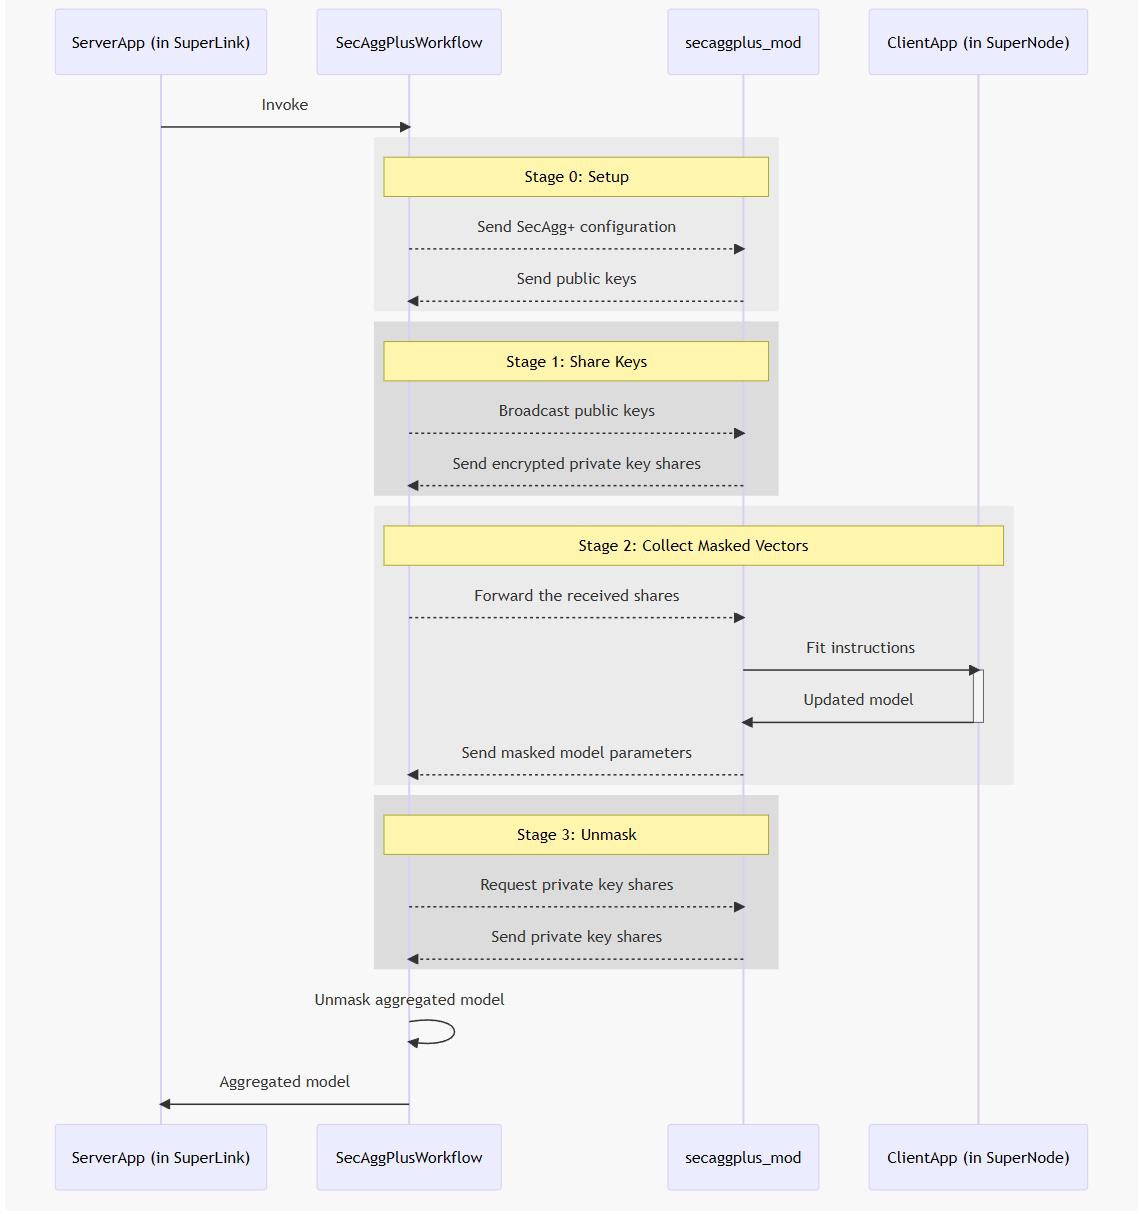 ServerApp (in SuperLink)
SecAggPlusWorkflow
secaggplus_mod
ClientApp (in SuperNode)
Invoke
Stage 0: Setup
Send SecAgg+ configuration
Send public keys
Stage 1: Share Keys
Broadcast public keys
Send encrypted private key shares
Stage 2: Collect Masked Vectors
Forward the received shares
Fit instructions
Updated model
Send masked model parameters
Stage 3: Unmask
Request private key shares
Send private key shares
Unmask aggregated model
Aggregated model
ServerApp (in SuperLink)
SecAggPlusWorkflow
secaggplus_mod
ClientApp (in SuperNode)